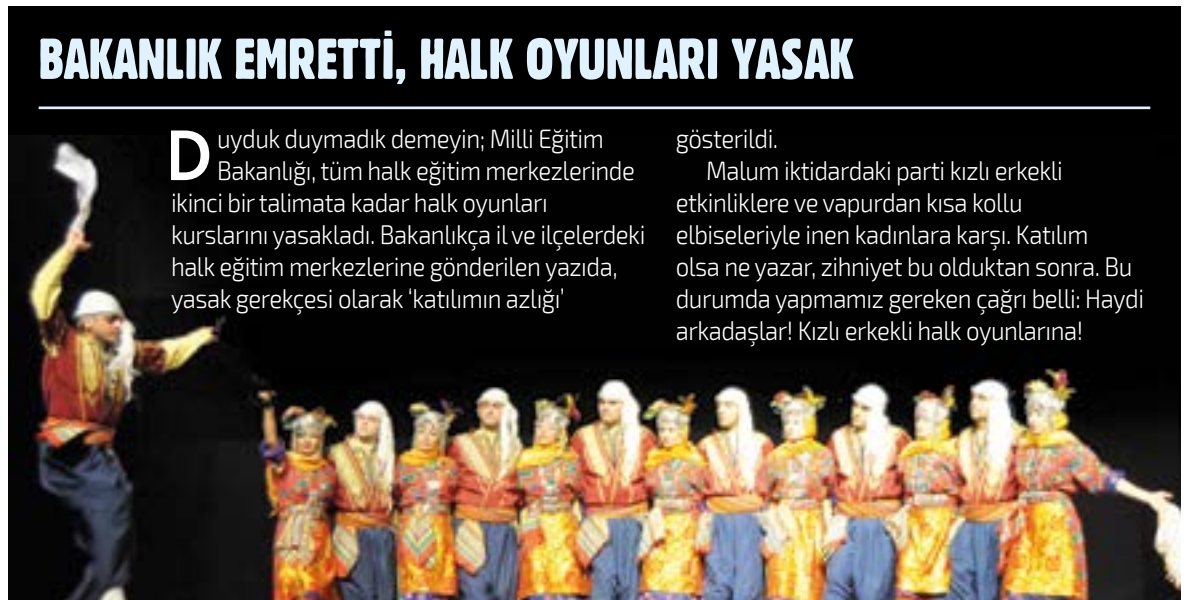 BAKANLIK EMRETTİ, HALK OYUNLARI YASAK
Duyduk duymadık demeyin; Milli Eğitim
Bakanlığı, tüm halk eğitim merkezlerinde
ikinci bir talimata kadar halk oyunları
kurslarını yasakladı. Bakanlıkça il ve ilçelerdeki
halk eğitim merkezlerine gönderilen yazıda,
yasak gerekçesi olarak ‘katılımın azlığı’
gösterildi.
Malum iktidardaki parti kızlı erkekli
etkinliklere ve vapurdan kısa kollu
elbiseleriyle inen kadınlara karşı. Katılım
olsa ne yazar, zihniyet bu olduktan sonra. Bu
durumda yapmamız gereken çağrı belli: Haydi
arkadaşlar! Kızlı erkekli halk oyunlarına!